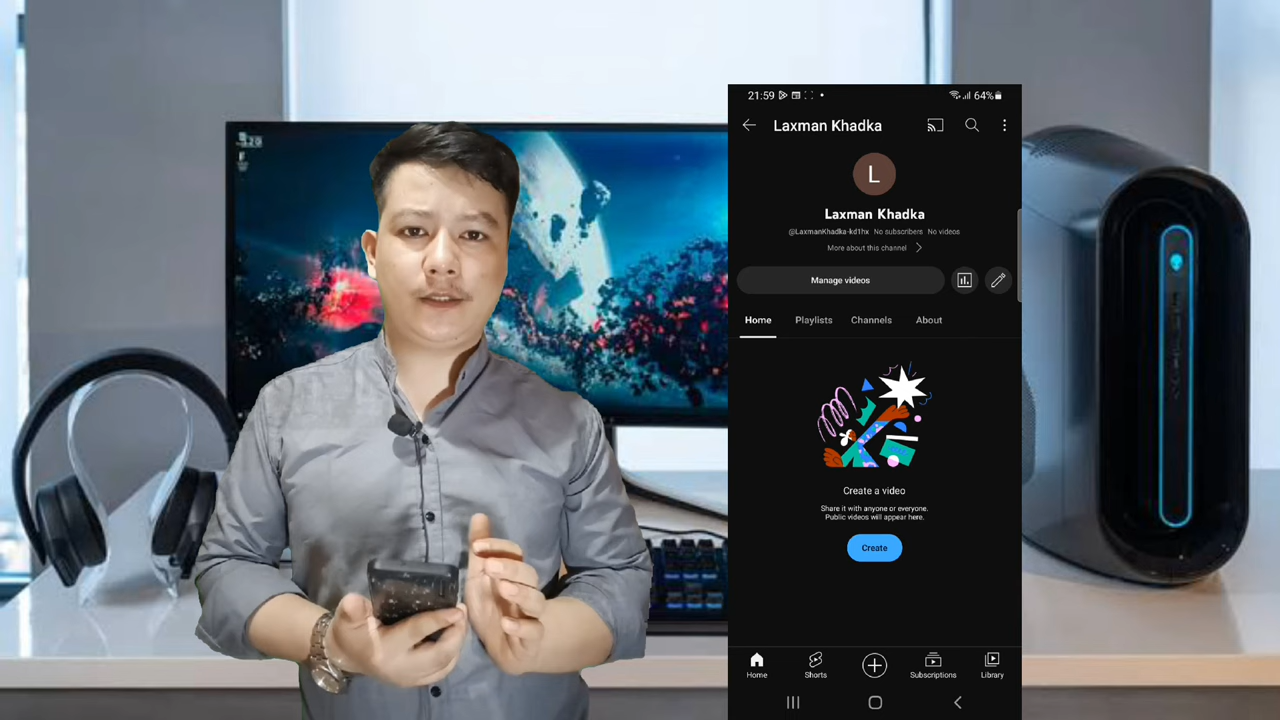 21:59
64%
Laxman Khadka
L
Laxman Khadka
@LaxmanKhadka-kd1hx No subscribers No videos
More about this channel
Manage videos
Home Playlists Channels About
Create a video
Share it with anyone or everyone.
Public videos will appear here.
Create
Home Shorts Subscriptions Library